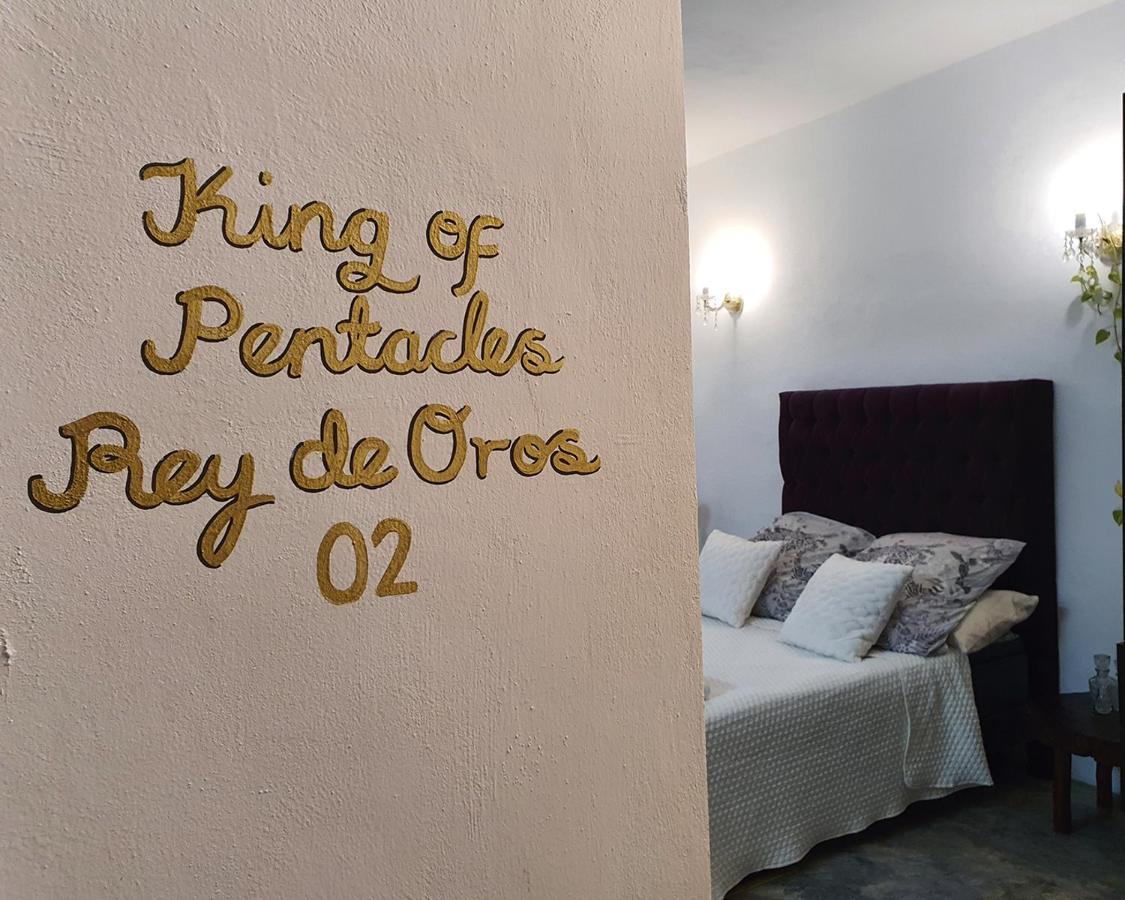 King of
Pentacles
Rey de Oros
02